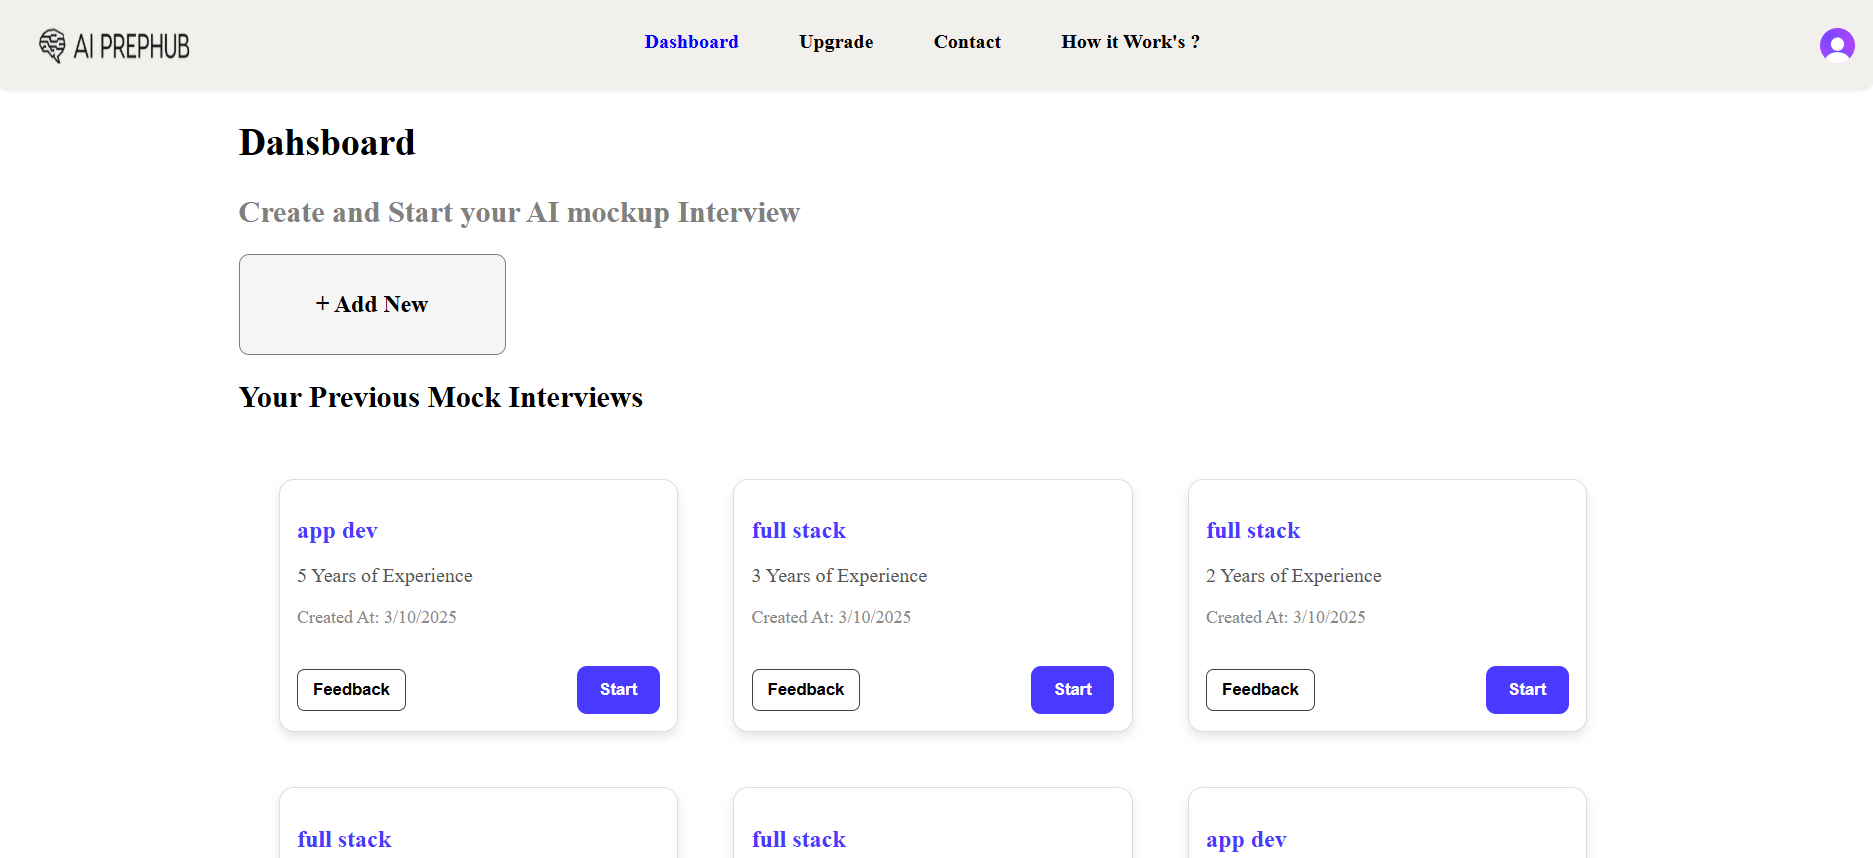 AI PREPHUB
Dashboard Upgrade Contact How it Work's ?
Dahsboard
Create and Start your AI mockup Interview
+ Add New
Your Previous Mock Interviews
app dev
5 Years of Experience
Created At: 3/10/2025
Feedback Start
full stack
3 Years of Experience
Created At: 3/10/2025
Feedback Start
full stack
2 Years of Experience
Created At: 3/10/2025
Feedback Start
full stack
full stack
app dev